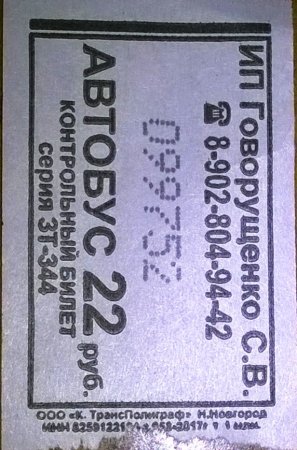 ИП Говорущенко С.В.
☎ 8-902-804-94-42
099752
АВТОБУС 22 руб.
КОНТРОЛЬНЫЙ БИЛЕТ
серия ЗТ-344
ООО «К. ТрансПолиграф» Н.Новгород
ИНН